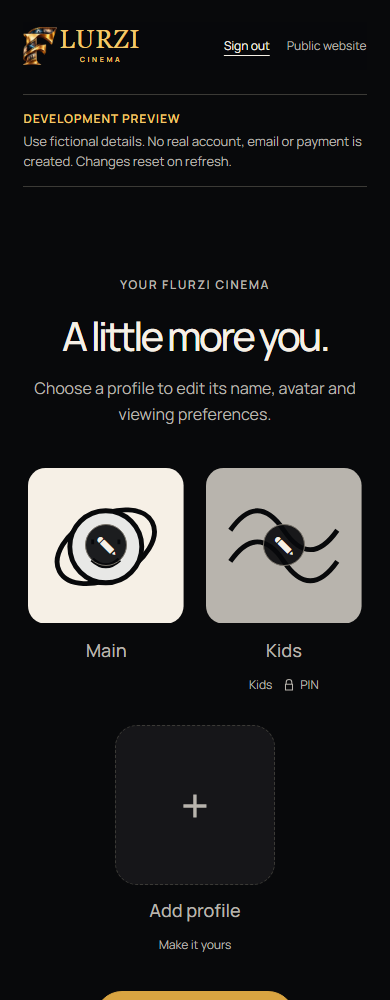 FLURZI
CINEMA
Sign out
Public website
DEVELOPMENT PREVIEW
Use fictional details. No real account, email or payment is
created. Changes reset on refresh.
YOUR FLURZI CINEMA
A little more you.
Choose a profile to edit its name, avatar and
viewing preferences.
Main
Kids
Kids PIN
Add profile
Make it yours